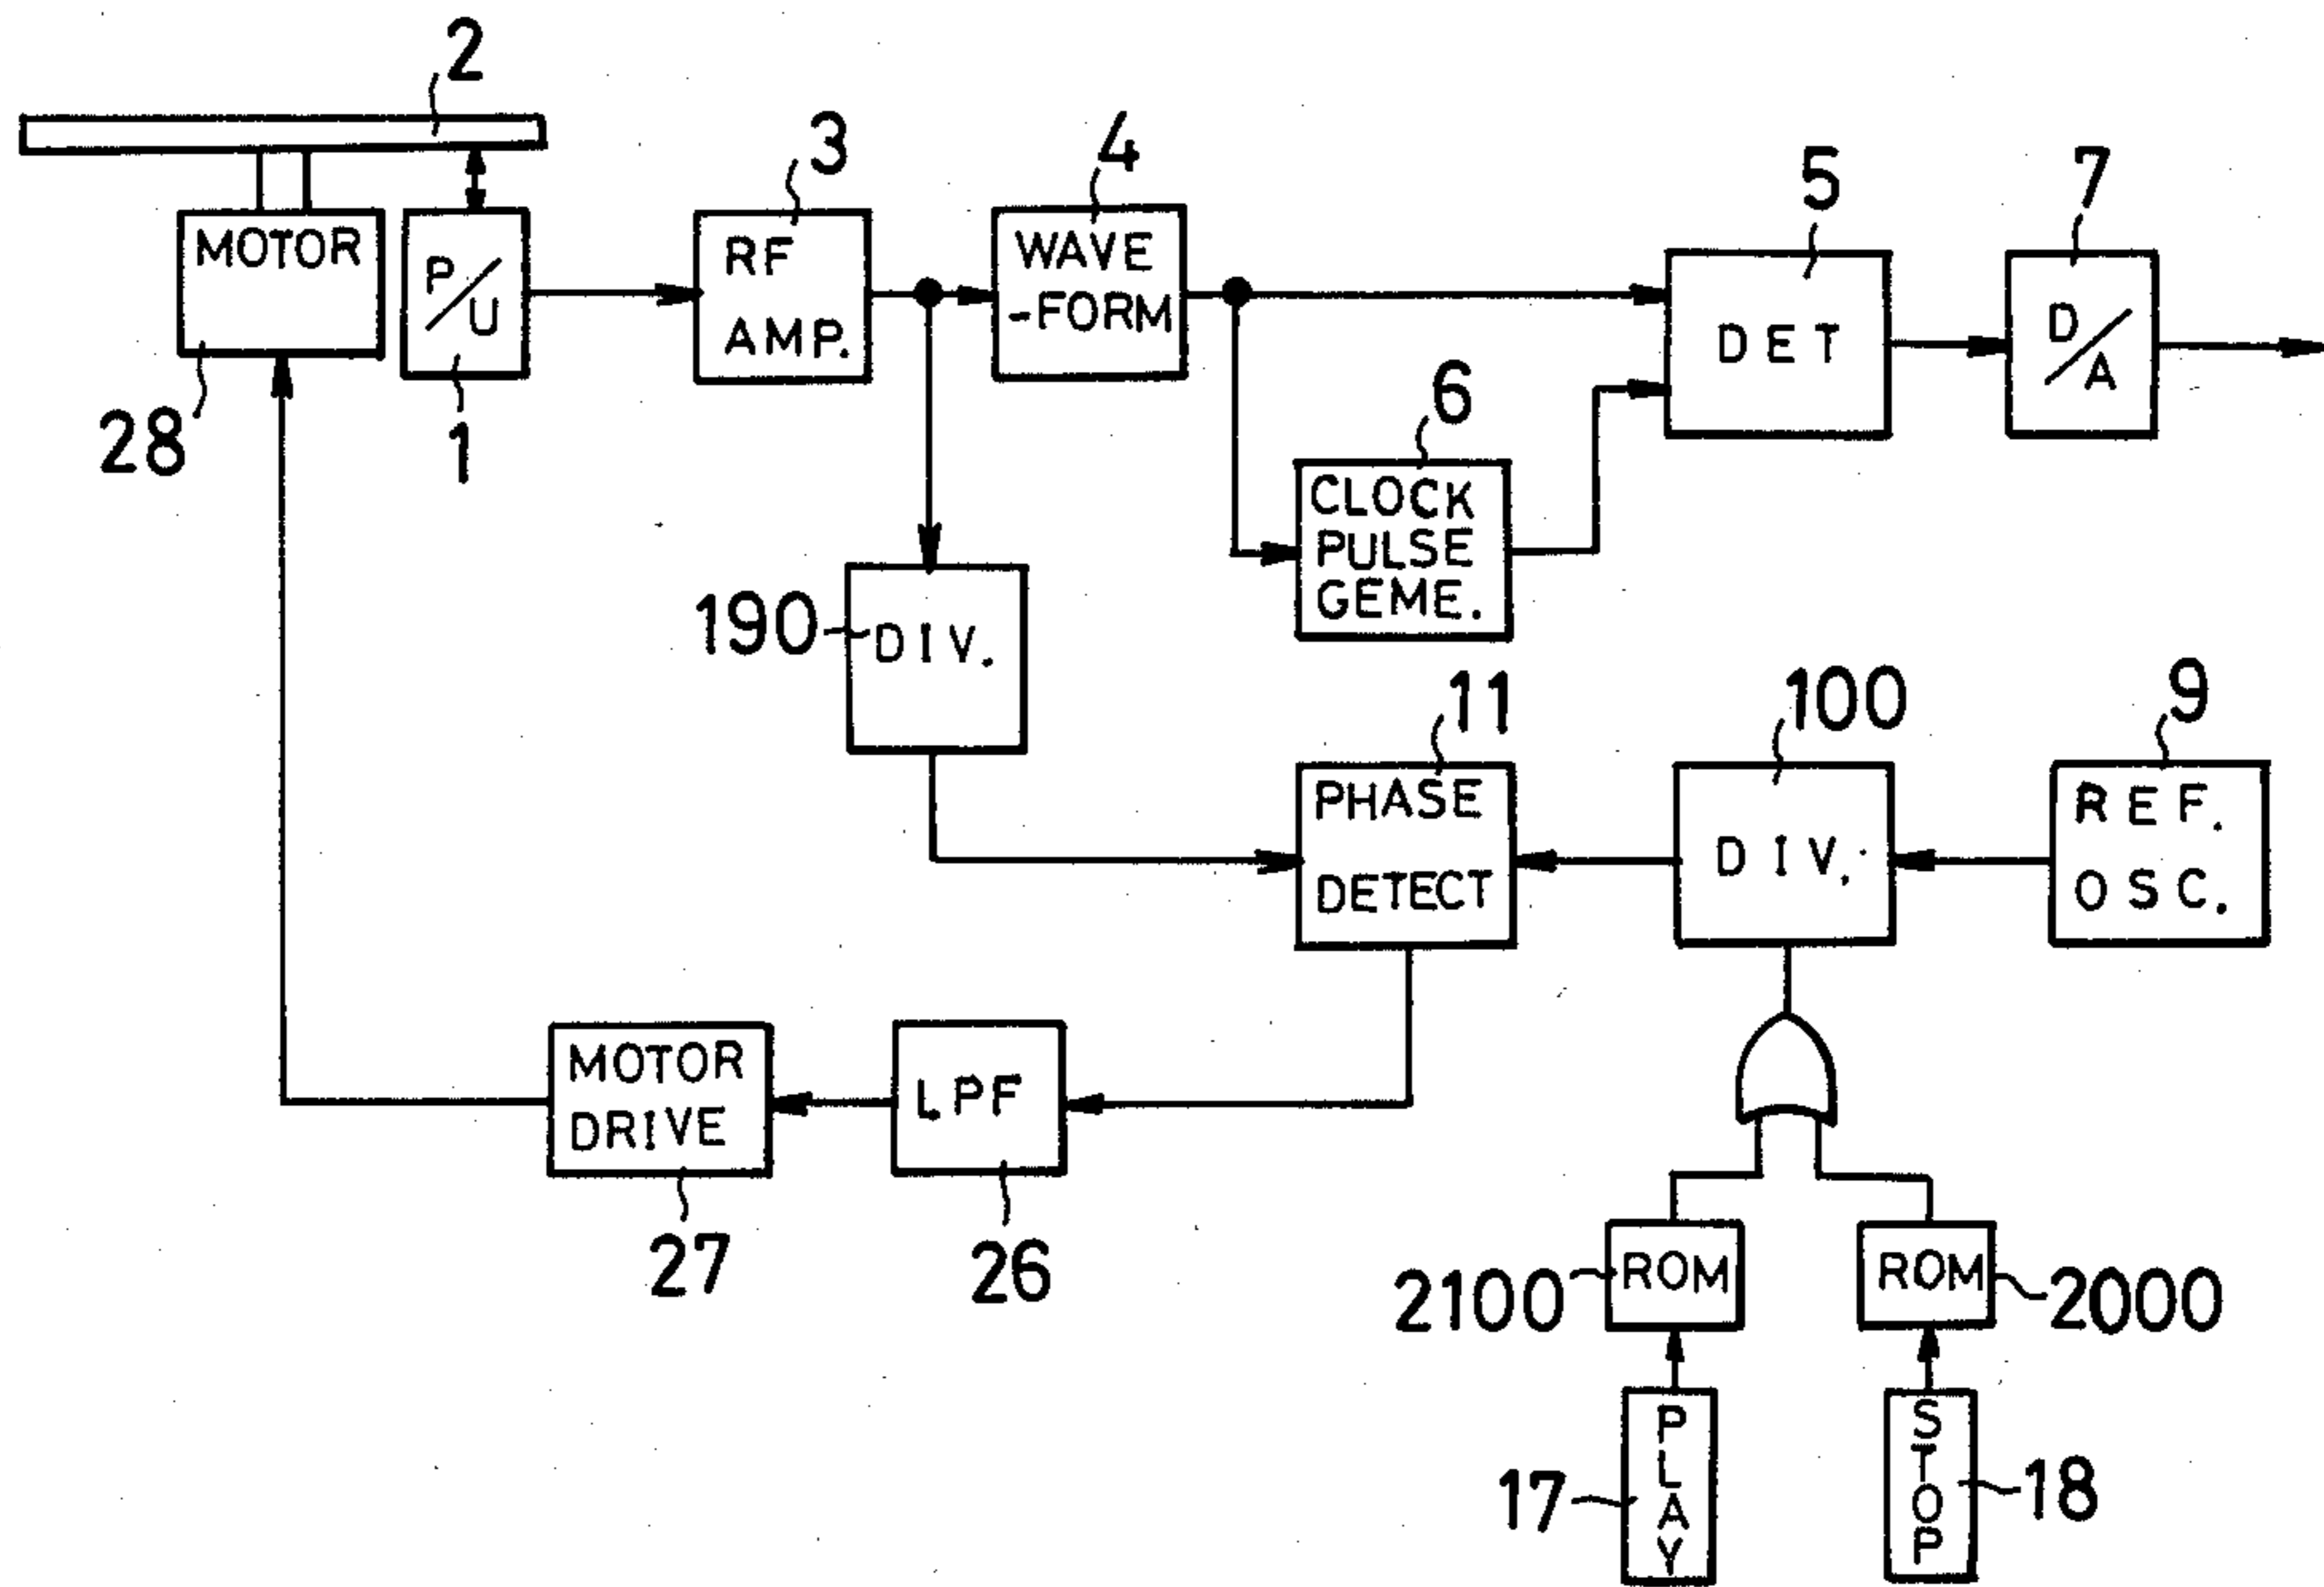 2
3
4
5
7
MOTOR
P/U
RF
AMP.
WAVE
-FORM
DET
D/A
28
1
6
CLOCK
PULSE
GEME.
190
DIV.
11
100
9
PHASE
DETECT
DIV.
REF.
OSC.
MOTOR
DRIVE
LPF
27
26
2100
ROM
ROM
2000
17
PLAY
STOP
18